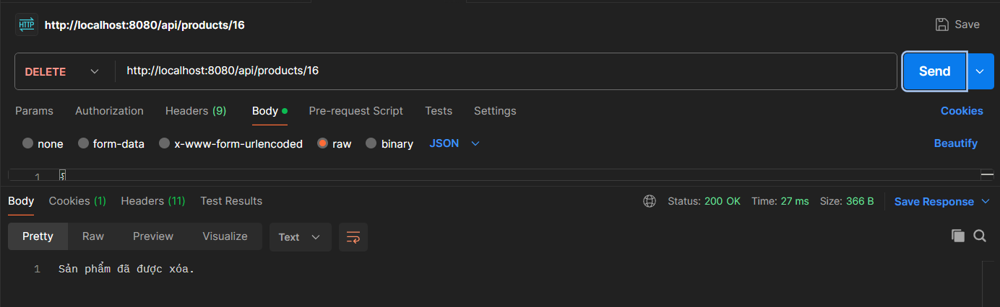 HTTP http://localhost:8080/api/products/16 Save
DELETE http://localhost:8080/api/products/16 Send
Params Authorization Headers (9) Body Pre-request Script Tests Settings Cookies
none form-data x-www-form-urlencoded raw binary JSON Beautify
1 {
Body Cookies (1) Headers (11) Test Results Status: 200 OK Time: 27 ms Size: 366 B Save Response
Pretty Raw Preview Visualize Text
1 Sản phẩm đã được xóa.